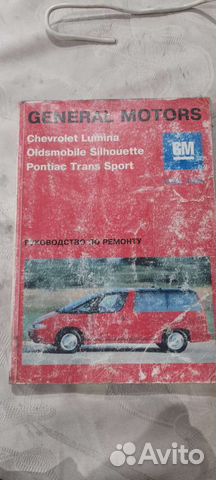 GENERAL MOTORS
Chevrolet Lumina
Oldsmobile Silhouette
Pontiac Trans Sport
GM
РУКОВОДСТВО ПО РЕМОНТУ
Avito